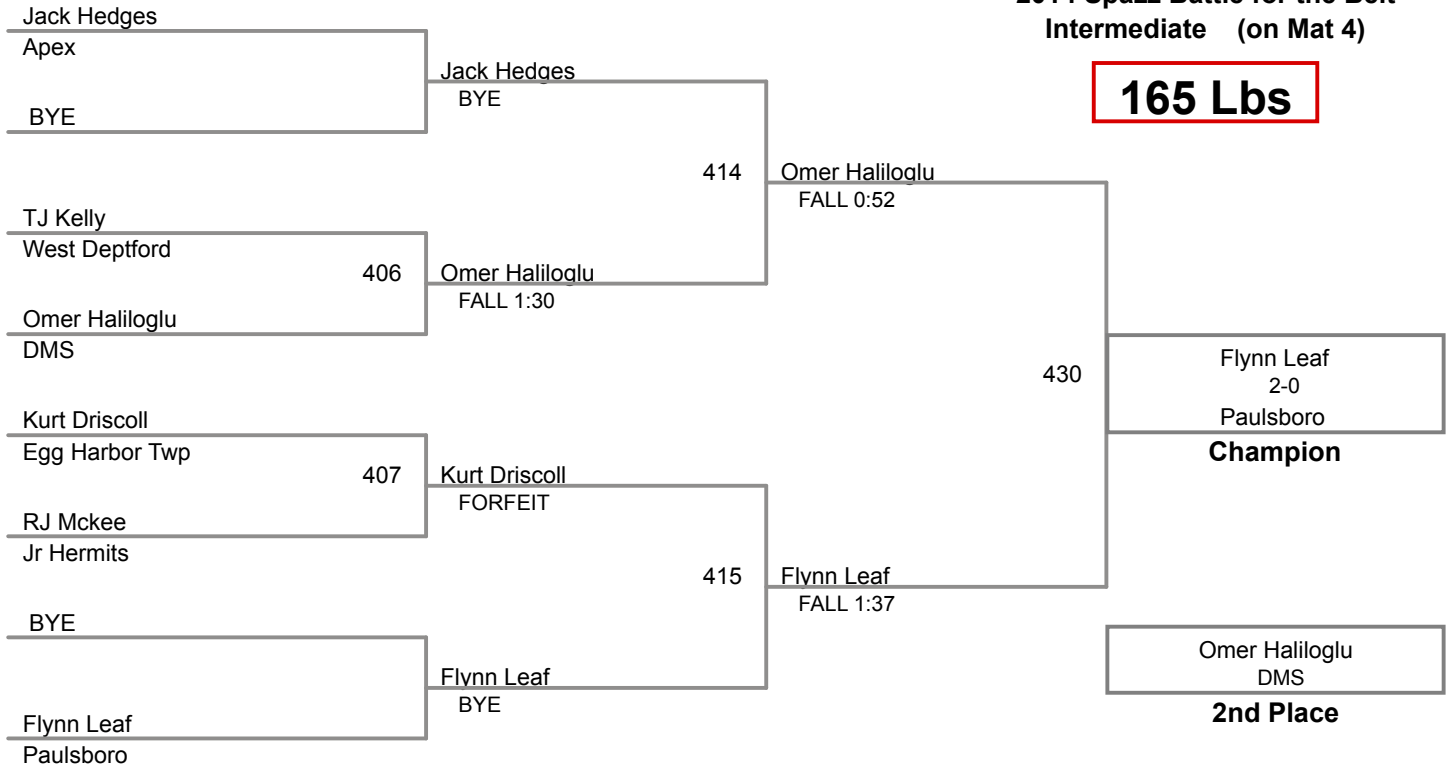 Intermediate (on Mat 4)
165 Lbs
Jack Hedges
Apex
BYE
Jack Hedges
BYE
TJ Kelly
West Deptford
406
Omer Haliloglu
DMS
Omer Haliloglu
FALL 1:30
414
Omer Haliloglu
FALL 0:52
Kurt Driscoll
Egg Harbor Twp
407
RJ Mckee
Jr Hermits
Kurt Driscoll
FORFEIT
BYE
Flynn Leaf
Paulsboro
Flynn Leaf
BYE
415
Flynn Leaf
FALL 1:37
430
Flynn Leaf
2-0
Paulsboro
Champion
Omer Haliloglu
DMS
2nd Place